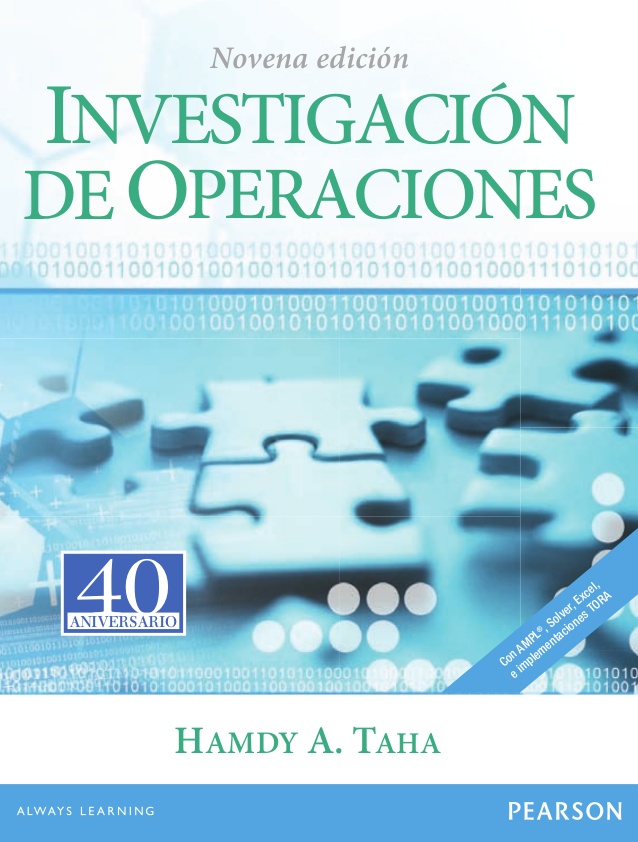 Novena edición
INVESTIGACIÓN
DE OPERACIONES
40
ANIVERSARIO
Con AMPL®, Solver, Excel,
e implementaciones TORA
HAMDY A. TAHA
ALWAYS LEARNING
PEARSON